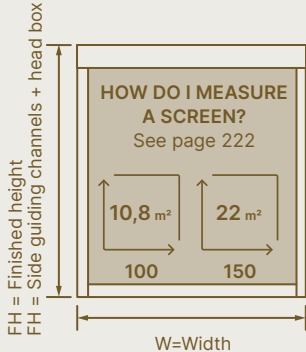 FH = Finished height
FH = Side guiding channels + head box
HOW DO I MEASURE
A SCREEN?
See page 222
10,8 m²
22 m²
100
150
W=Width